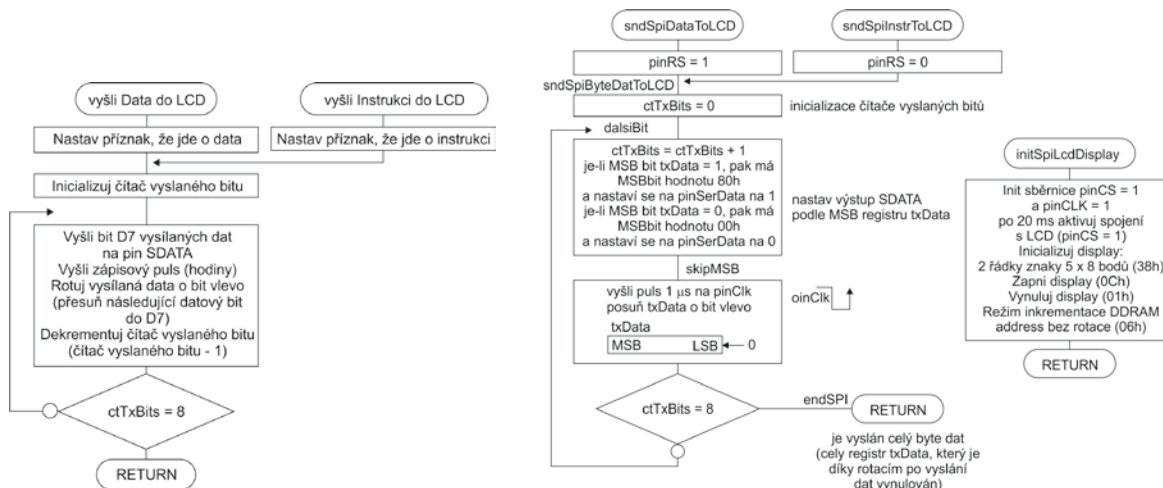 vyšli Data do LCD
vyšli Instrukci do LCD
Nastav příznak, že jde o data
Nastav příznak, že jde o instrukci
Inicializuj čítač vyslaného bitu
Vyšli bit D7 vysílaných dat
na pin SDATA
Vyšli zápisový puls (hodiny)
Rotuj vysílaná data o bit vlevo
(přesuň následující datový bit
do D7)
Dekrementuj čítač vyslaného bitu
(čítač vyslaného bitu - 1)
ctTxBits = 8
RETURN
sndSpiDataToLCD
sndSpiInstrToLCD
pinRS = 1
pinRS = 0
sndSpiByteDatToLCD
ctTxBits = 0
inicializace čítače vyslaných bitů
dalsiBit
ctTxBits = ctTxBits + 1
je-li MSB bit txData = 1, pak má
MSBbit hodnotu 80h
a nastaví se na pinSerData na 1
je-li MSB bit txData = 0, pak má
MSBbit hodnotu 00h
a nastaví se na pinSerData na 0
nastav výstup SDATA
podle MSB registru txData
skipMSB
vyšli puls 1 µs na pinClk
posuň txData o bit vlevo
txData
MSB LSB 0
oinClk
ctTxBits = 8
endSPI
RETURN
je vyslán celý byte dat
(cely registr txData, který je
díky rotacím po vyslání
dat vynulován)
initSpiLcdDisplay
Init sběrnice pinCS = 1
a pinCLK = 1
po 20 ms aktivuj spojení
s LCD (pinCS = 1)
Inicializuj display:
2 řádky znaky 5 x 8 bodů (38h)
Zapni display (0Ch)
Vynuluj display (01h)
Režim inkrementace DDRAM
address bez rotace (06h)
RETURN